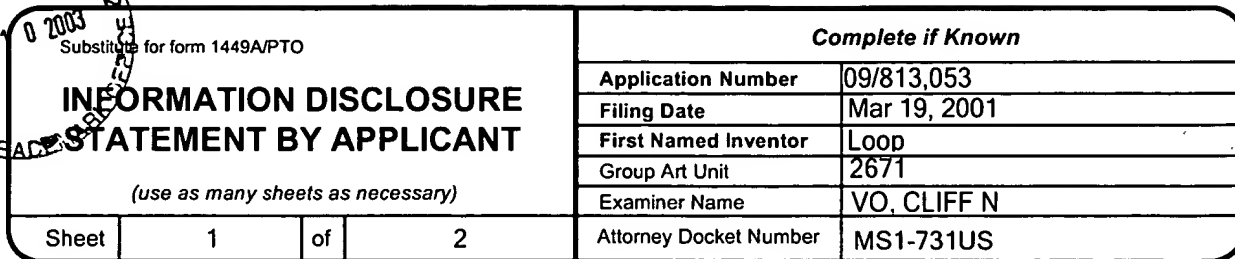 0 2003
Substitute for form 1449A/PTO
INFORMATION DISCLOSURE
STATEMENT BY APPLICANT
(use as many sheets as necessary)
Sheet 1 of 2
Complete if Known
Application Number 09/813,053
Filing Date Mar 19, 2001
First Named Inventor Loop
Group Art Unit 2671
Examiner Name VO, CLIFF N
Attorney Docket Number MS1-731US